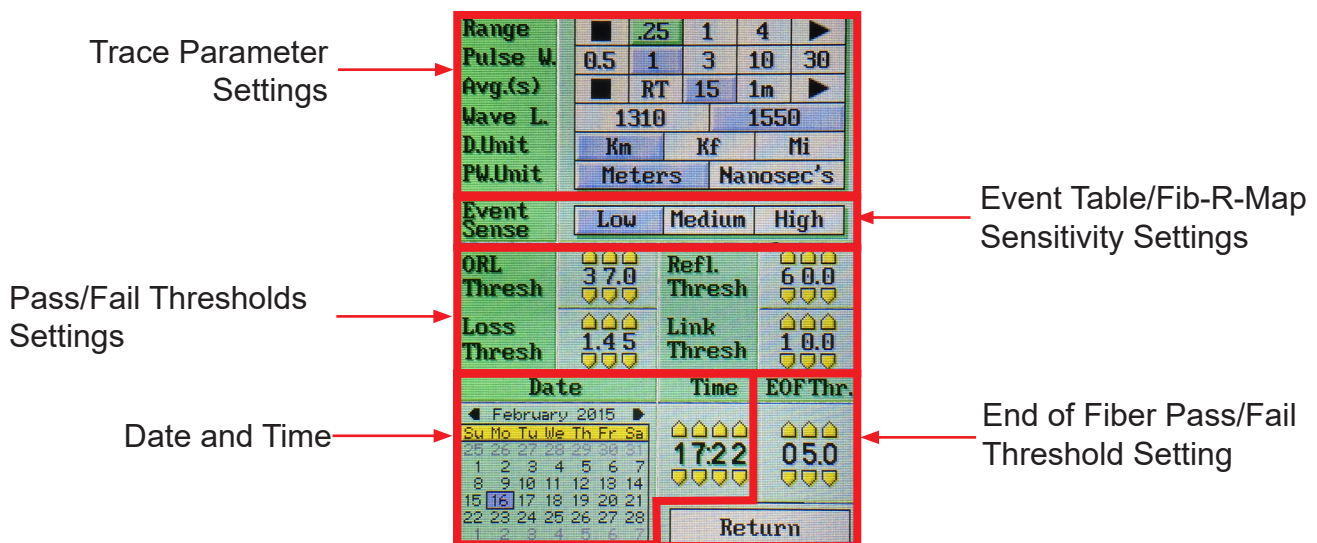 Trace Parameter
Settings
Range .25 1 4
Pulse W. 0.5 1 3 10 30
Avg.(s) RT 15 1m
Wave L. 1310 1550
D.Unit Km Kf Mi
PW.Unit Meters Nanosec's
Event
Sense
Low Medium High
Event Table/Fib-R-Map
Sensitivity Settings
Pass/Fail Thresholds
Settings
ORL
Thresh
37.0
Refl.
Thresh
60.0
Loss
Thresh
1.45
Link
Thresh
10.0
Date and Time
Date Time EOFThr.
February 2015
Su Mo Tu We Th Fr Sa
25 26 27 28 29 30 31
1 2 3 4 5 6 7
8 9 10 11 12 13 14
15 16 17 18 19 20 21
22 23 24 25 26 27 28
1 2 3 4 5 6 7
17:22
05.0
Return
End of Fiber Pass/Fail
Threshold Setting